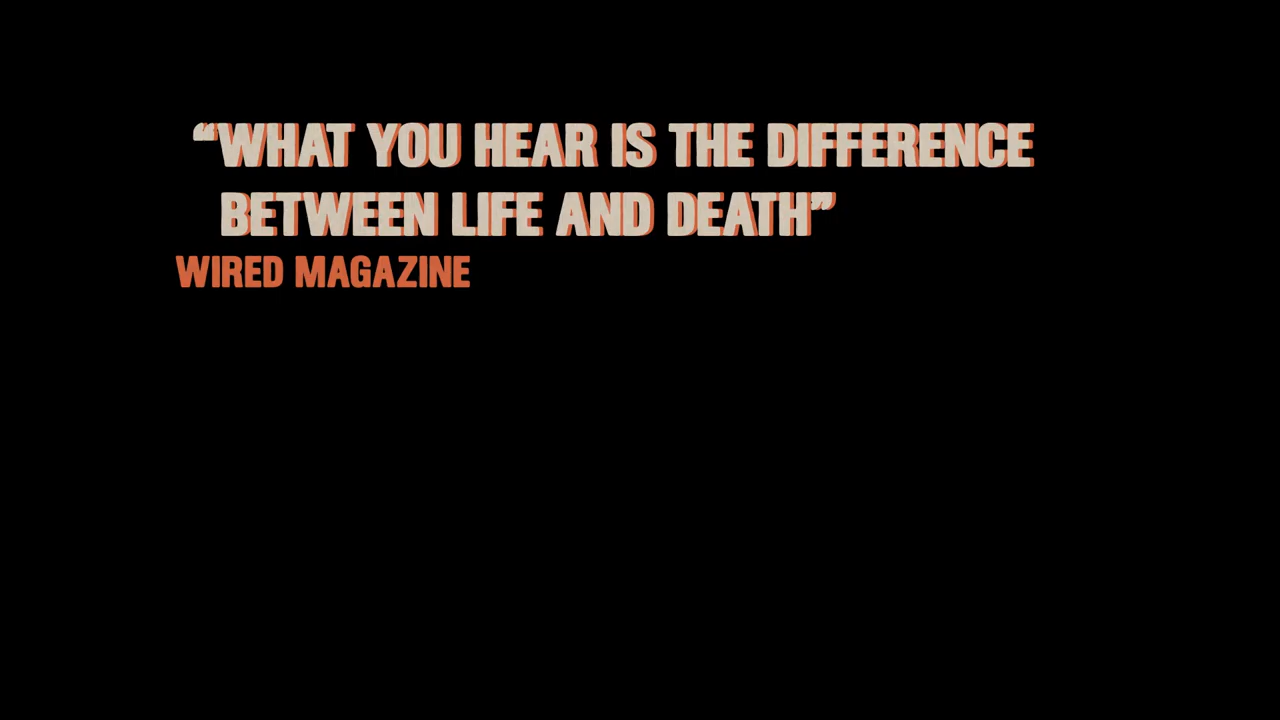 “WHAT YOU HEAR IS THE DIFFERENCE
BETWEEN LIFE AND DEATH”
WIRED MAGAZINE